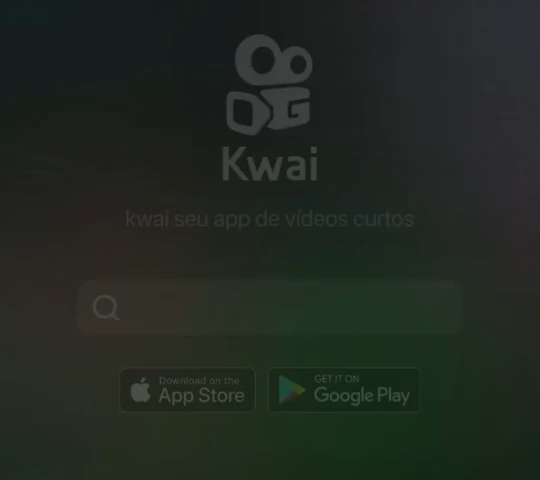 Kwai
kwai seu app de vídeos curtos
Download on the
App Store
GET IT ON
Google Play